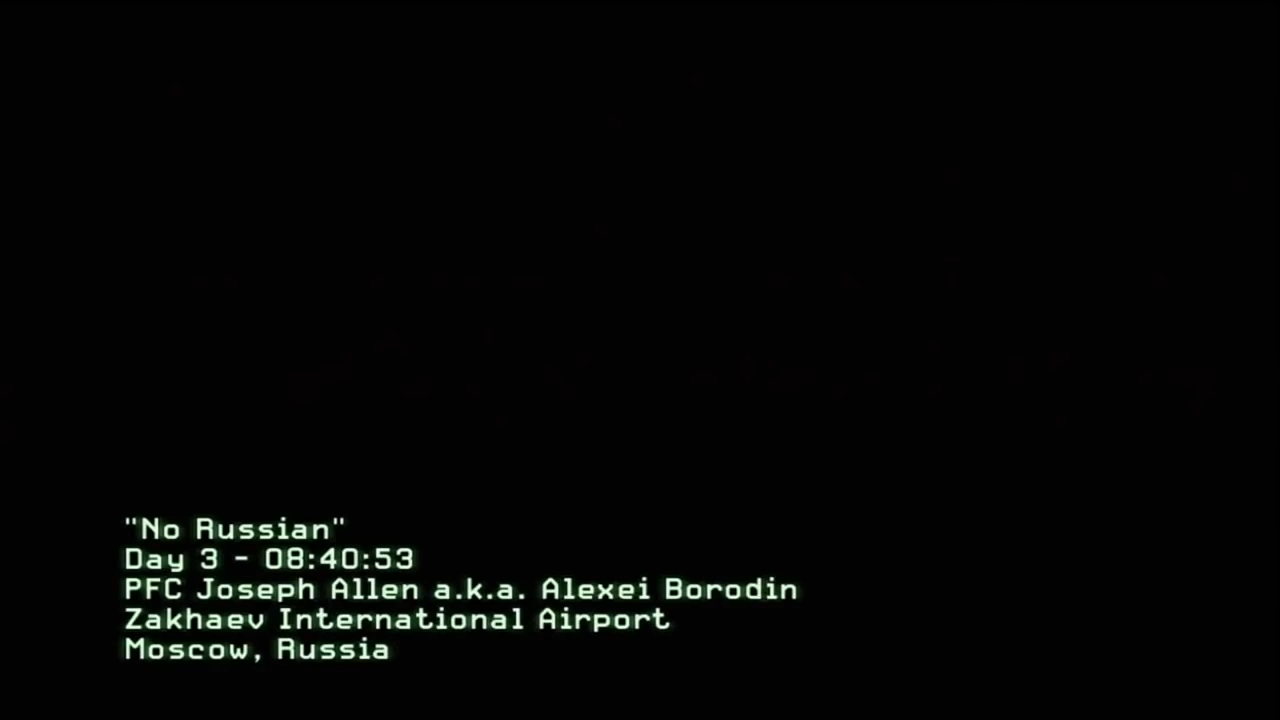 "No Russian"
Day 3 - 08:40:53
PFC Joseph Allen a.k.a. Alexei Borodin
Zakhaev International Airport
Moscow, Russia